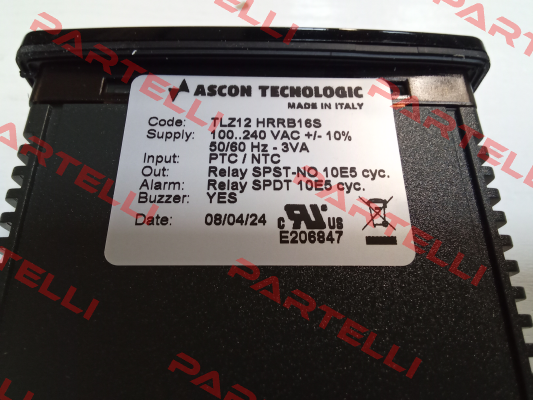 ASCON TECNOLOGIC
MADE IN ITALY
Code: TLZ12 HRRB16S
Supply: 100..240 VAC +/- 10%
50/60 Hz - 3VA
Input: PTC / NTC
Out: Relay SPST-NO 10E5 cyc.
Alarm: Relay SPDT 10E5 cyc.
Buzzer: YES
Date: 08/04/24
c RU US
E206847
PARTELLI
PARTELLI
PARTELLI
PARTELLI
PARTELLI
PARTELLI